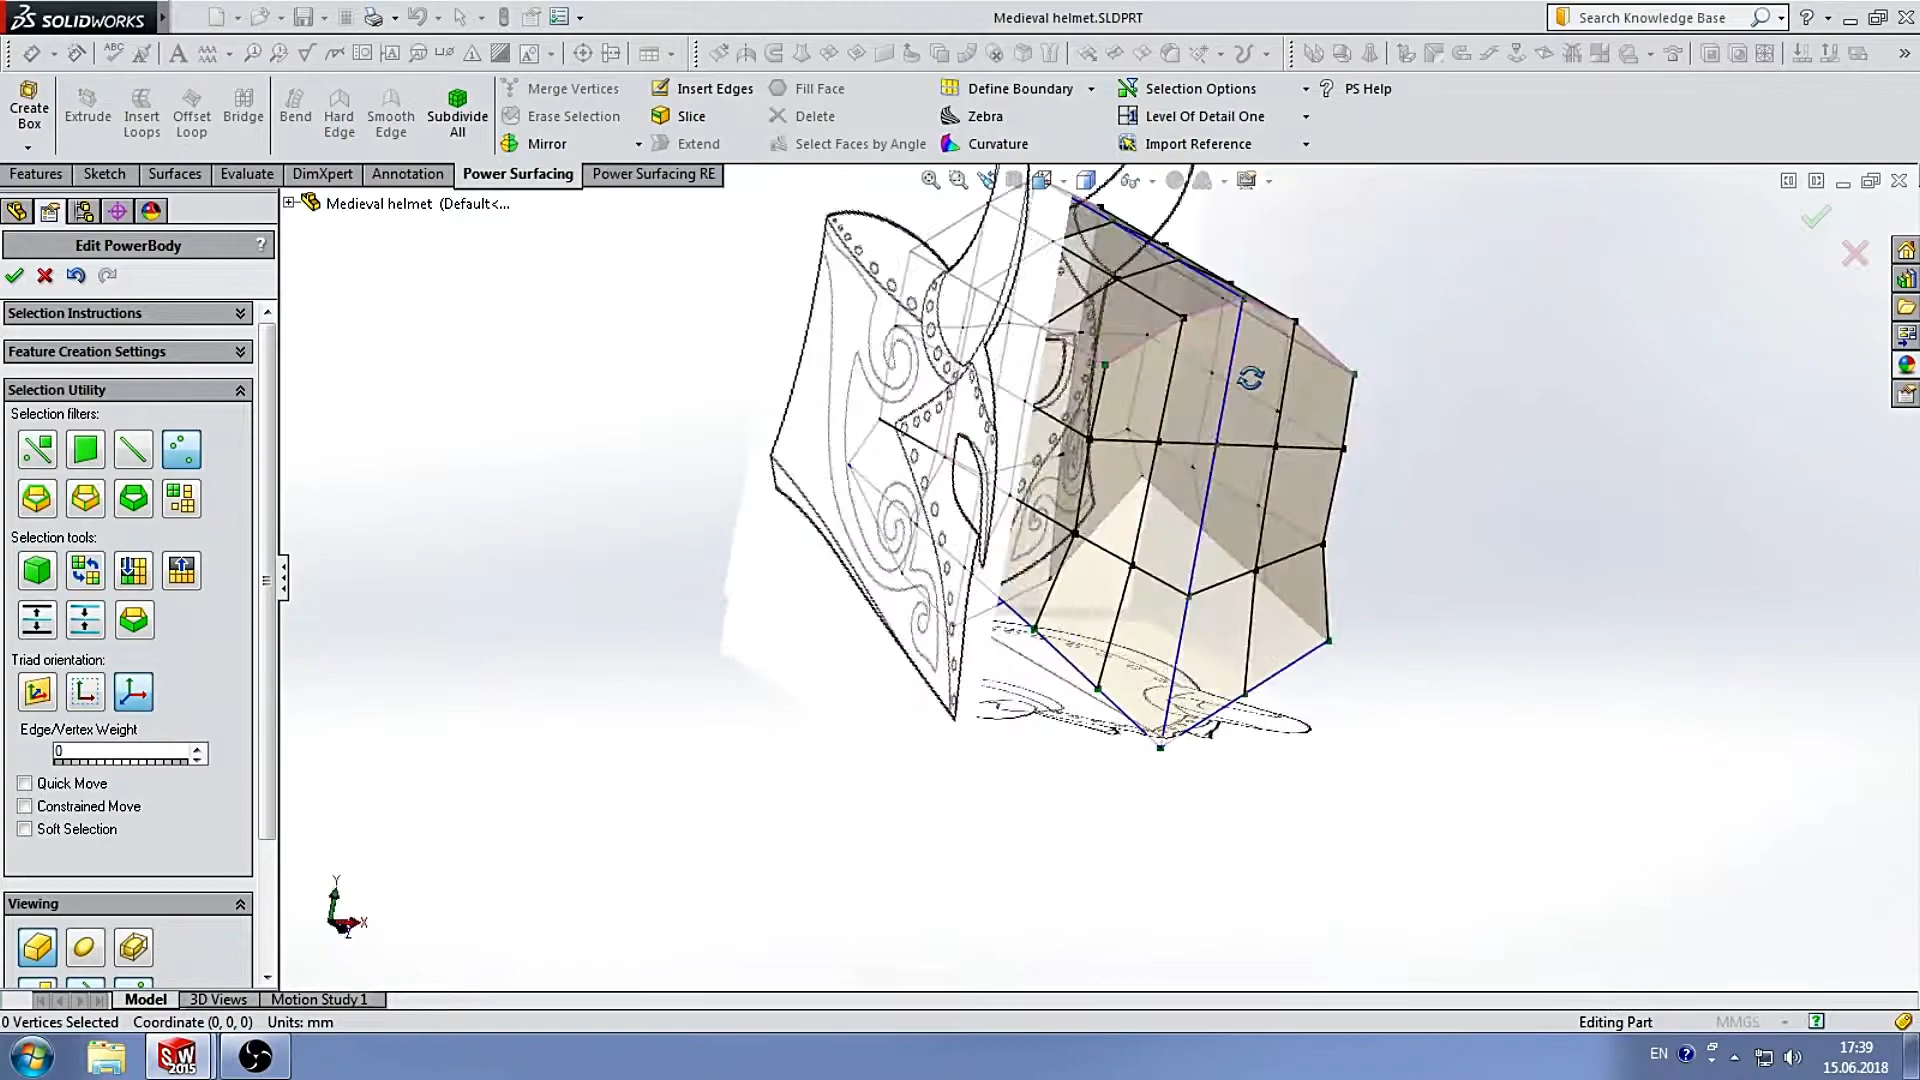 SOLIDWORKS
Medieval helmet.SLDPRT
Search Knowledge Base
Create Box
Extrude
Insert Loops
Offset Loop
Bridge
Bend
Hard Edge
Smooth Edge
Subdivide All
Merge Vertices
Erase Selection
Mirror
Insert Edges
Slice
Extend
Fill Face
Delete
Select Faces by Angle
Define Boundary
Zebra
Curvature
Selection Options
Level Of Detail One
Import Reference
PS Help
Features
Sketch
Surfaces
Evaluate
DimXpert
Annotation
Power Surfacing
Power Surfacing RE
Medieval helmet (Default<...
Edit PowerBody
?
Selection Instructions
Feature Creation Settings
Selection Utility
Selection filters:
Selection tools:
Triad orientation:
Edge/Vertex Weight
0
Quick Move
Constrained Move
Soft Selection
Viewing
Y
X
Z
Model
3D Views
Motion Study 1
0 Vertices Selected Coordinate (0, 0, 0) Units: mm
Editing Part
MMGS
EN
17:39
15.06.2018
SW
2015